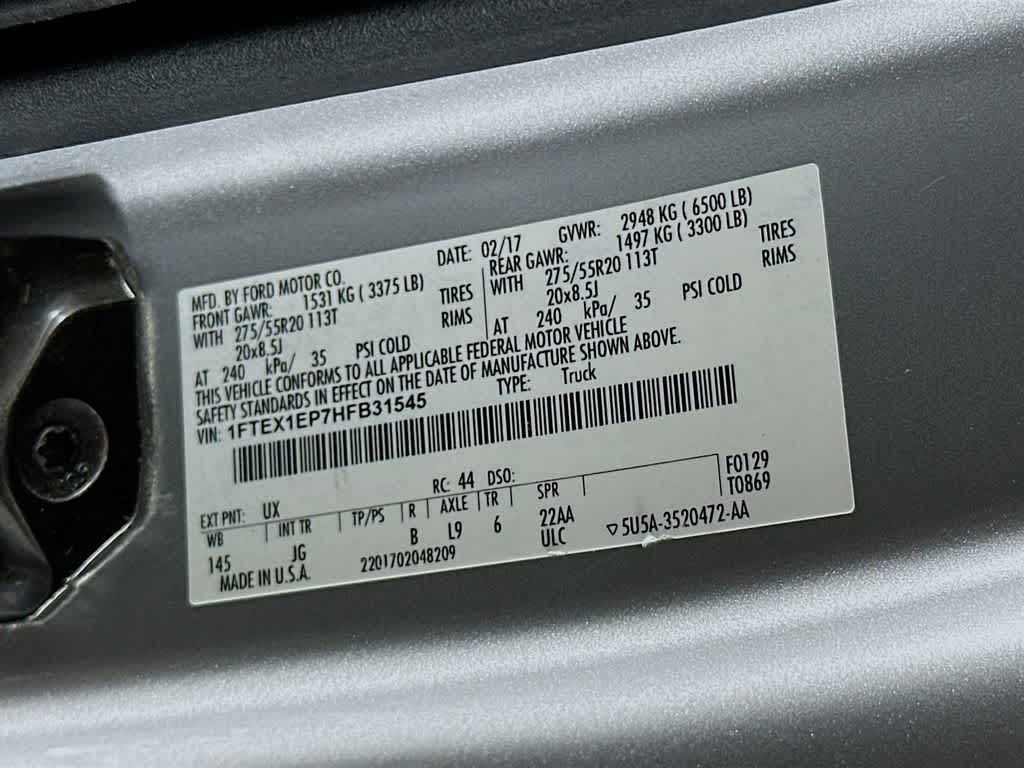 MFD. BY FORD MOTOR CO. DATE: 02/17 GVWR: 2948 KG ( 6500 LB)
FRONT GAWR: 1531 KG ( 3375 LB) REAR GAWR: 1497 KG ( 3300 LB)
WITH 275/55R20 113T TIRES WITH 275/55R20 113T TIRES
20x8.5J RIMS 20x8.5J RIMS
AT 240 kPa/ 35 PSI COLD AT 240 kPa/ 35 PSI COLD
THIS VEHICLE CONFORMS TO ALL APPLICABLE FEDERAL MOTOR VEHICLE
SAFETY STANDARDS IN EFFECT ON THE DATE OF MANUFACTURE SHOWN ABOVE.
VIN: 1FTEX1EP7HFB31545 TYPE: Truck
EXT PNT: UX RC: 44 DSO: F0129
WB INT TR TP/PS R AXLE TR SPR T0869
145 JG B L9 6 22AA
ULC ▽5U5A-3520472-AA
MADE IN U.S.A. 2201702048209